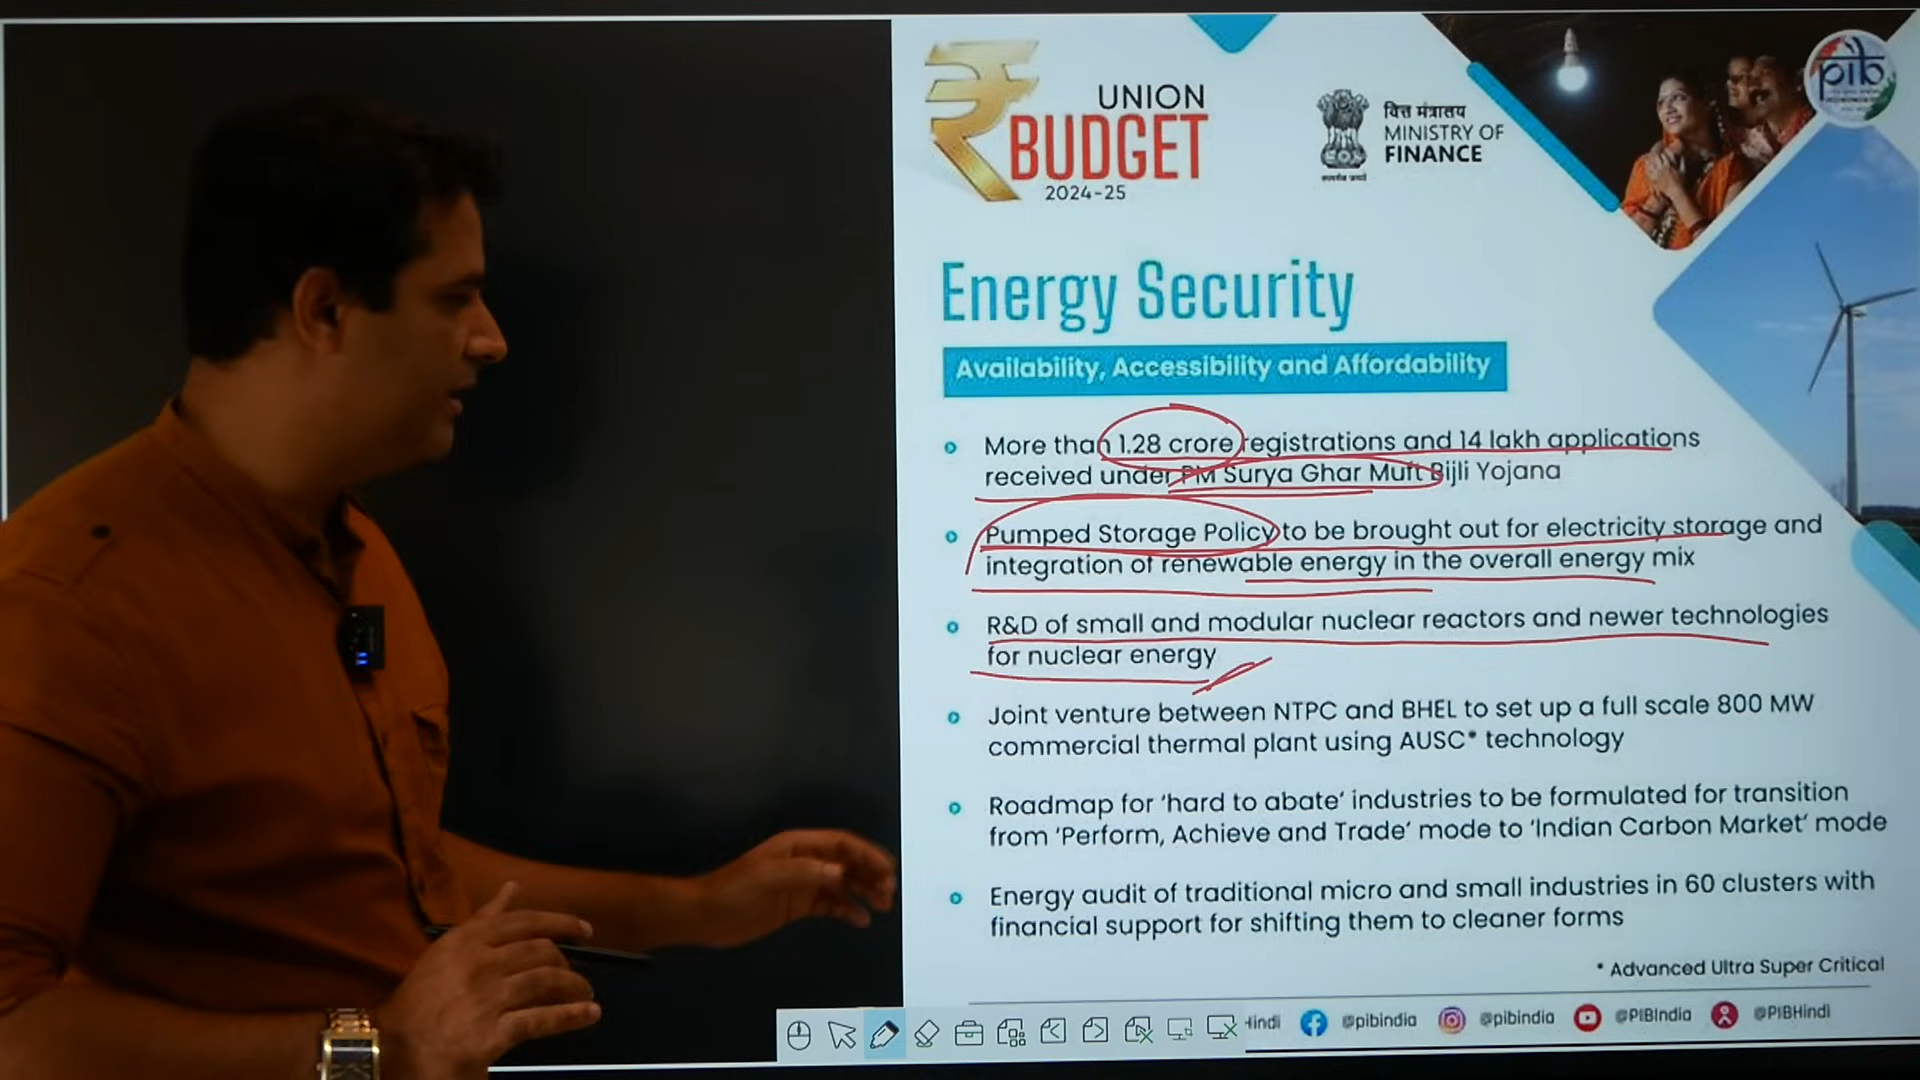 UNION
BUDGET
2024-25
वित्त मंत्रालय
MINISTRY OF
FINANCE
pib
Energy Security
Availability, Accessibility and Affordability
More than 1.28 crore registrations and 14 lakh applications
received under PM Surya Ghar Muft Bijli Yojana
Pumped Storage Policy to be brought out for electricity storage and
integration of renewable energy in the overall energy mix
R&D of small and modular nuclear reactors and newer technologies
for nuclear energy
Joint venture between NTPC and BHEL to set up a full scale 800 MW
commercial thermal plant using AUSC* technology
Roadmap for ‘hard to abate’ industries to be formulated for transition
from ‘Perform, Achieve and Trade’ mode to ‘Indian Carbon Market’ mode
Energy audit of traditional micro and small industries in 60 clusters with
financial support for shifting them to cleaner forms
* Advanced Ultra Super Critical
@pibindia @pibindia @PIBIndia @PIBHindi